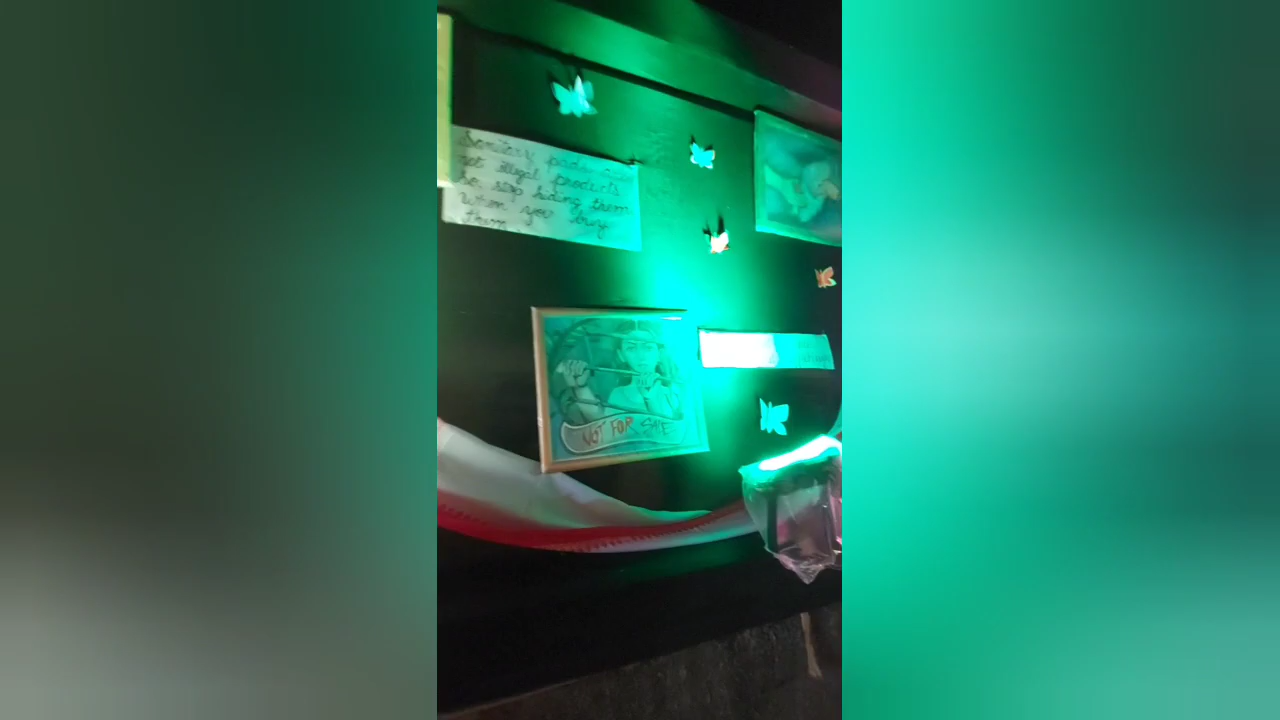 Sanitary pads are
not illegal products
so stop hiding them
when you buy
them
NOT FOR SALE